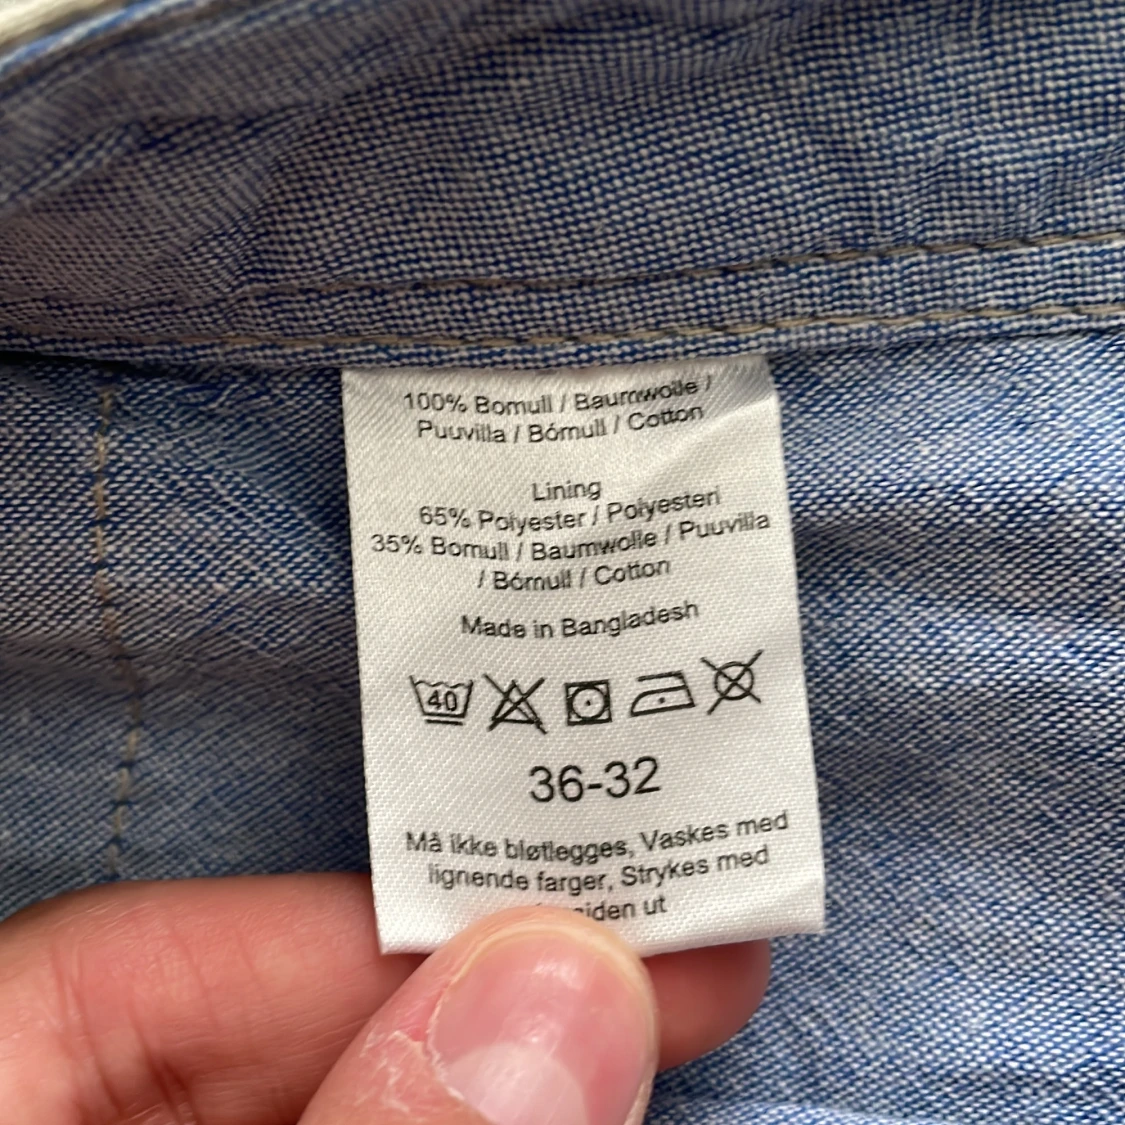 100% Bomull / Baumwolle /
Puuvilla / Bómull / Cotton
Lining
65% Polyester / Polyesteri
35% Bomull / Baumwolle / Puuvilla
/ Bómull / Cotton
Made in Bangladesh
40
36-32
Må ikke bløtlegges, Vaskes med
lignende farger, Strykes med
ut